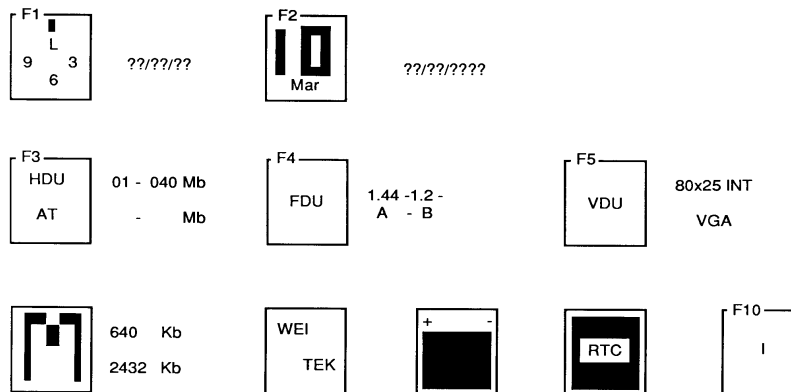 F1 F2
L
9 3 ??/??/?? 10 ??/??/????
6 Mar
F3 F4 F5
HDU 01 - 040 Mb FDU 1.44 -1.2 - VDU 80x25 INT
AT - Mb A - B VGA
F10
M 640 Kb WEI + - RTC I
2432 Kb TEK